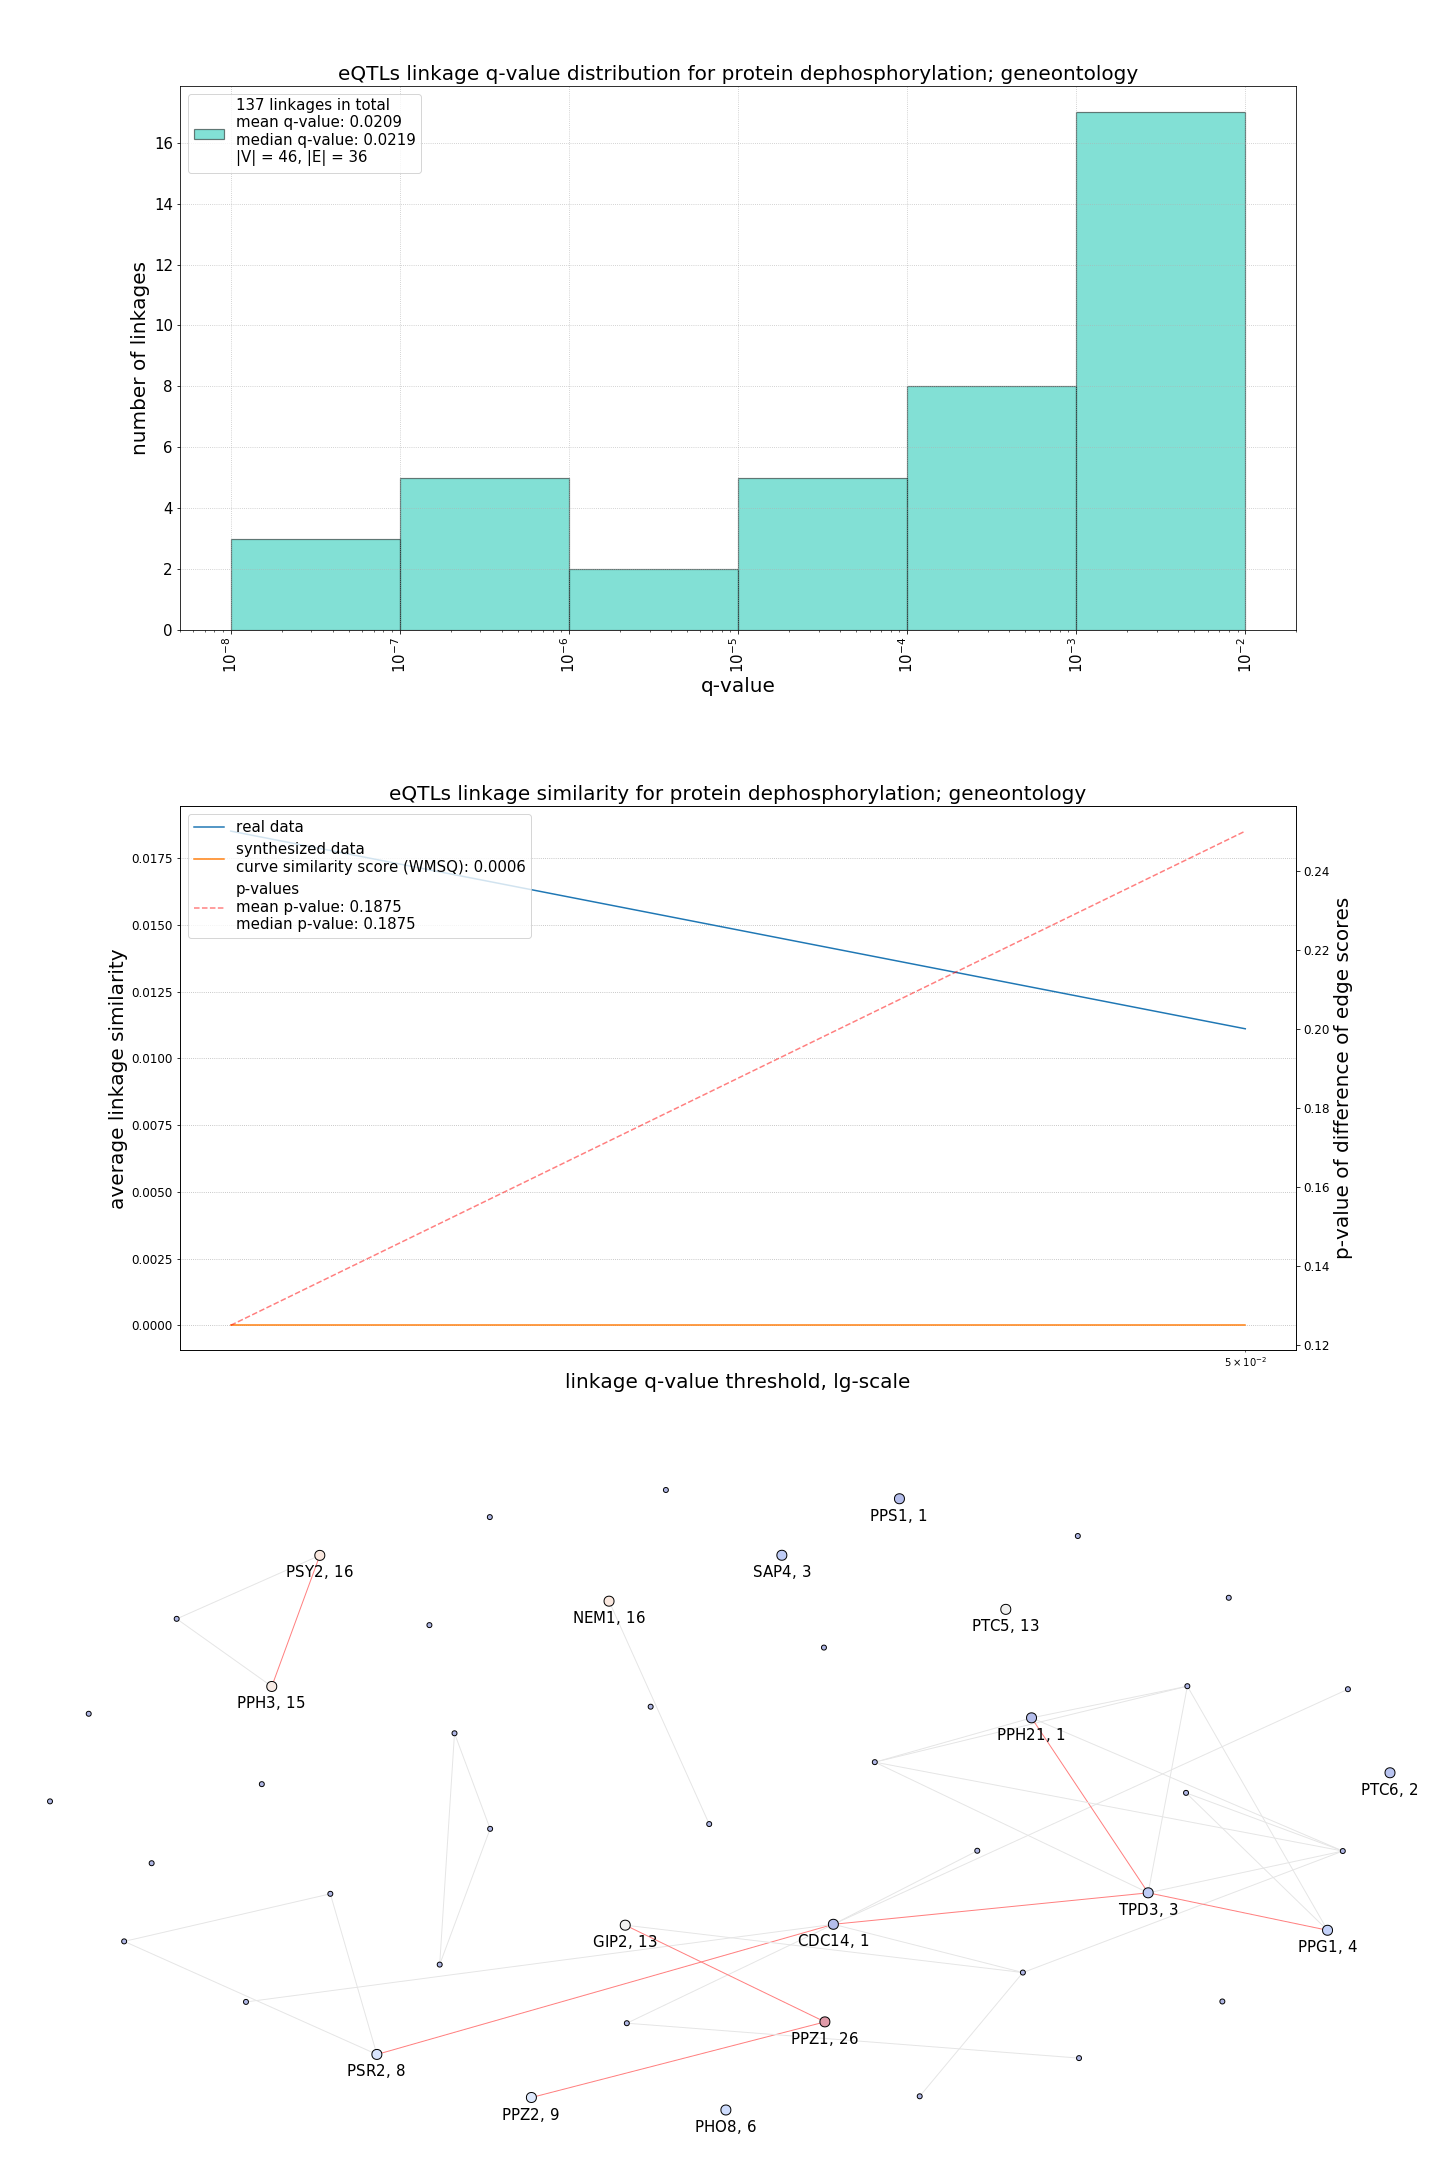 eQTLs linkage q-value distribution for protein dephosphorylation; geneontology
137 linkages in total
mean q-value: 0.0209
median q-value: 0.0219
|V| = 46, |E| = 36
number of linkages
16
14
12
10
8
6
4
2
0
10⁻⁸
10⁻⁷
10⁻⁶
10⁻⁵
10⁻⁴
10⁻³
10⁻²
q-value
eQTLs linkage similarity for protein dephosphorylation; geneontology
real data
synthesized data
curve similarity score (WMSQ): 0.0006
p-values
mean p-value: 0.1875
median p-value: 0.1875
average linkage similarity
0.0175
0.0150
0.0125
0.0100
0.0075
0.0050
0.0025
0.0000
0.24
0.22
0.20
0.18
0.16
0.14
0.12
p-value of difference of edge scores
5 × 10⁻²
linkage q-value threshold, lg-scale
PPS1, 1
PSY2, 16
SAP4, 3
NEM1, 16
PTC5, 13
PPH3, 15
PPH21, 1
PTC6, 2
TPD3, 3
GIP2, 13
CDC14, 1
PPG1, 4
PPZ1, 26
PSR2, 8
PPZ2, 9
PHO8, 6